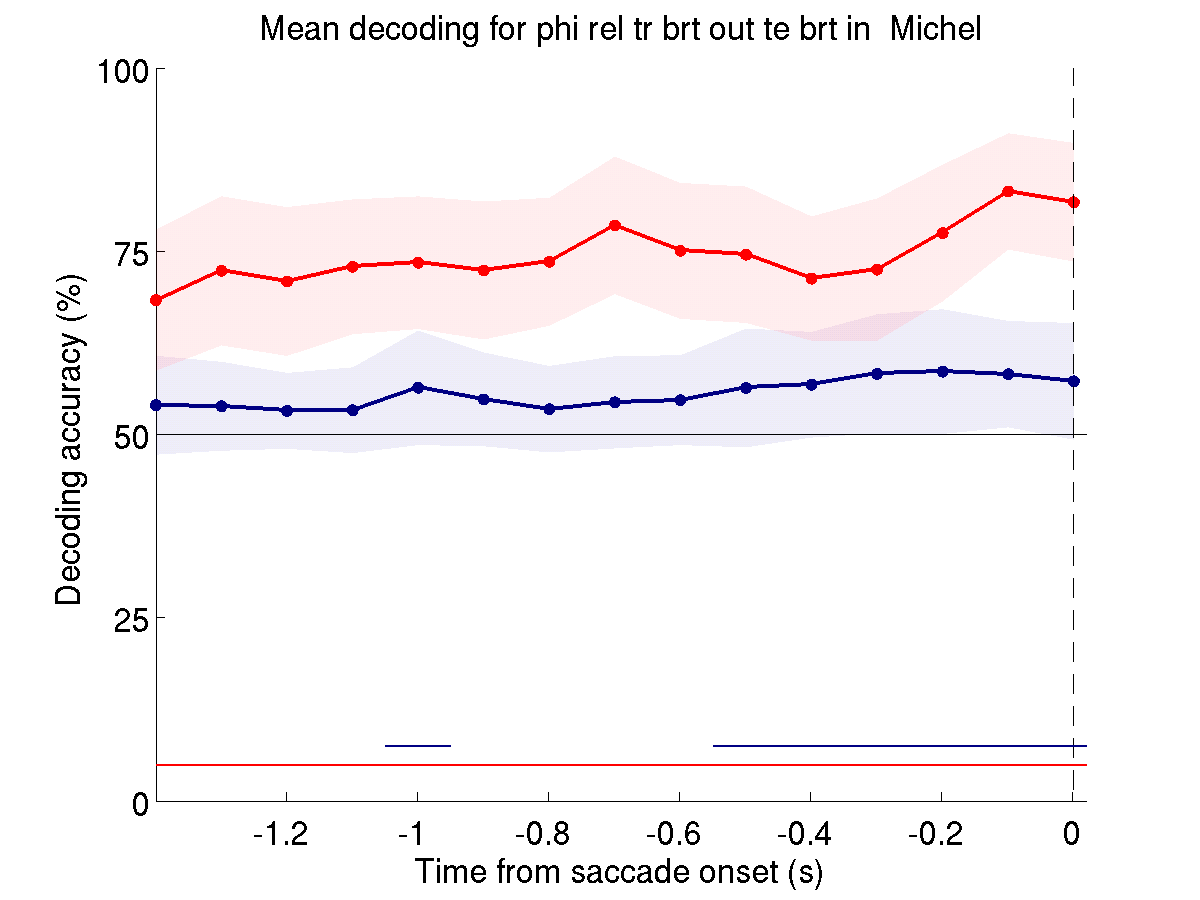 Mean decoding for phi rel tr brt out te brt in  Michel
100
75
50
25
0
Decoding accuracy (%)
-1.2 -1 -0.8 -0.6 -0.4 -0.2 0
Time from saccade onset (s)